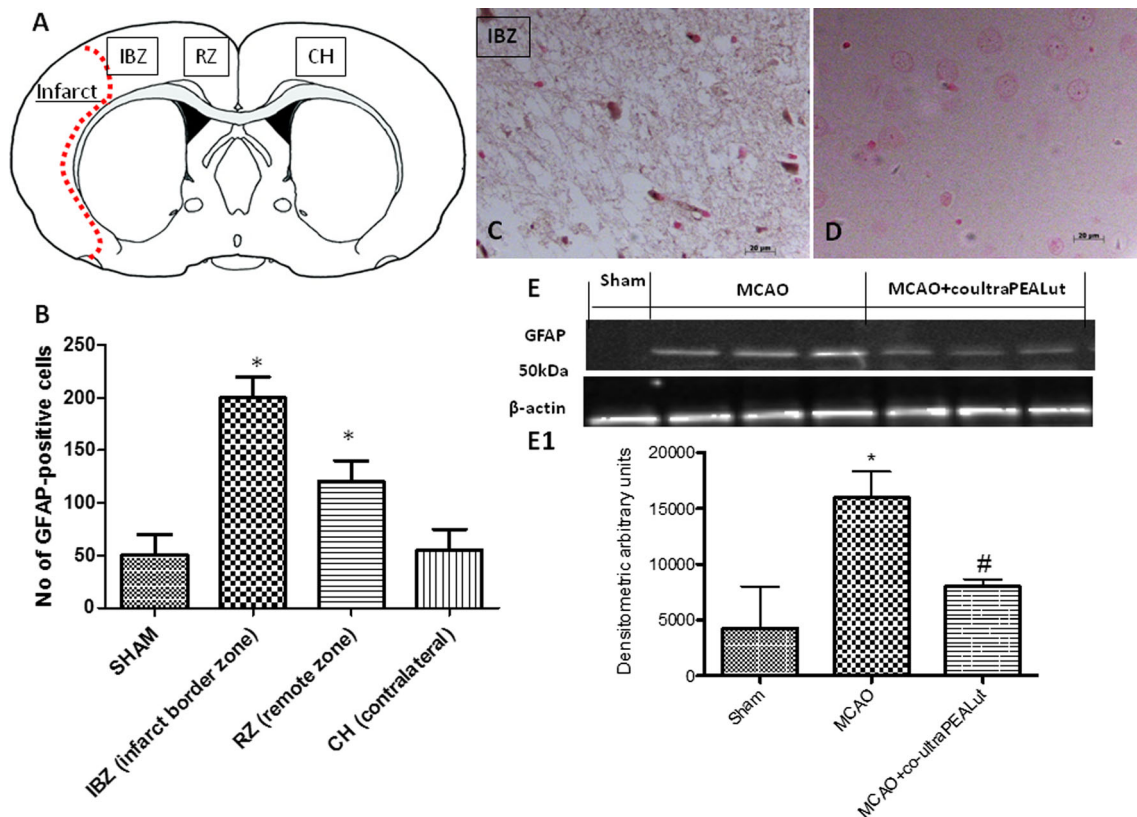 A
IBZ
RZ
CH
Infarct
IBZ
C
20 µm
D
20 µm
B
No of GFAP-positive cells
250
200
150
100
50
0
*
*
SHAM
IBZ (infarct border zone)
RZ (remote zone)
CH (contralateral)
E
Sham
MCAO
MCAO+coultraPEALut
GFAP
50kDa
β-actin
E1
Densitometric arbitrary units
20000
15000
10000
5000
0
*
#
Sham
MCAO
MCAO+co-ultraPEALut